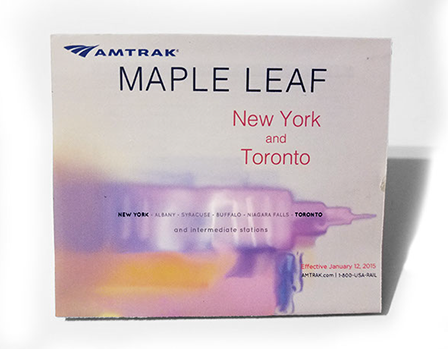 AMTRAK
MAPLE LEAF
New York
and
Toronto
NEW YORK - ALBANY - SYRACUSE - BUFFALO - NIAGARA FALLS - TORONTO
and intermediate stations
Effective January 12, 2015
AMTRAK.com | 1-800-USA-RAIL